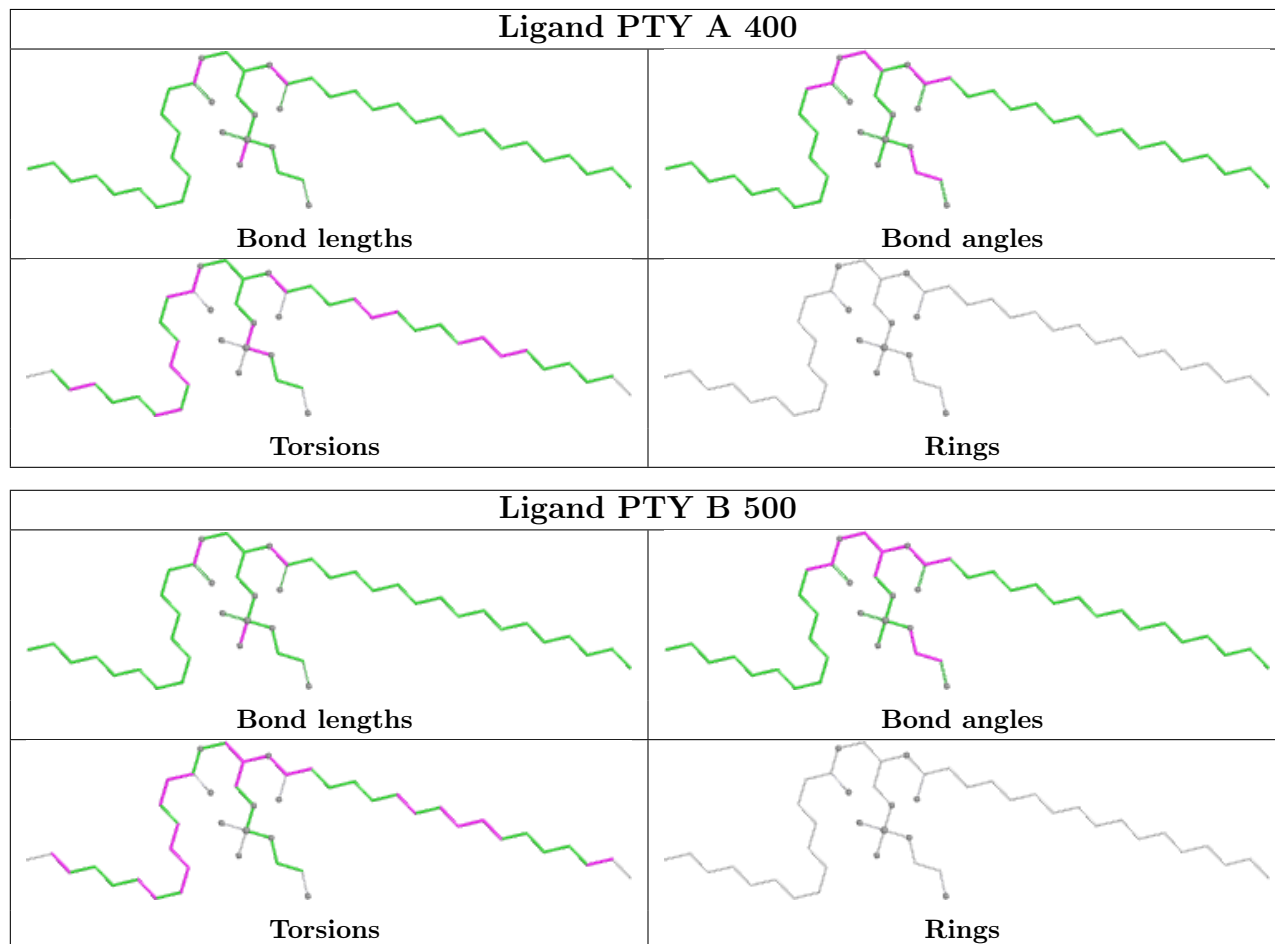 Ligand PTY A 400
Bond lengths
Bond angles
Torsions
Rings
Ligand PTY B 500
Bond lengths
Bond angles
Torsions
Rings